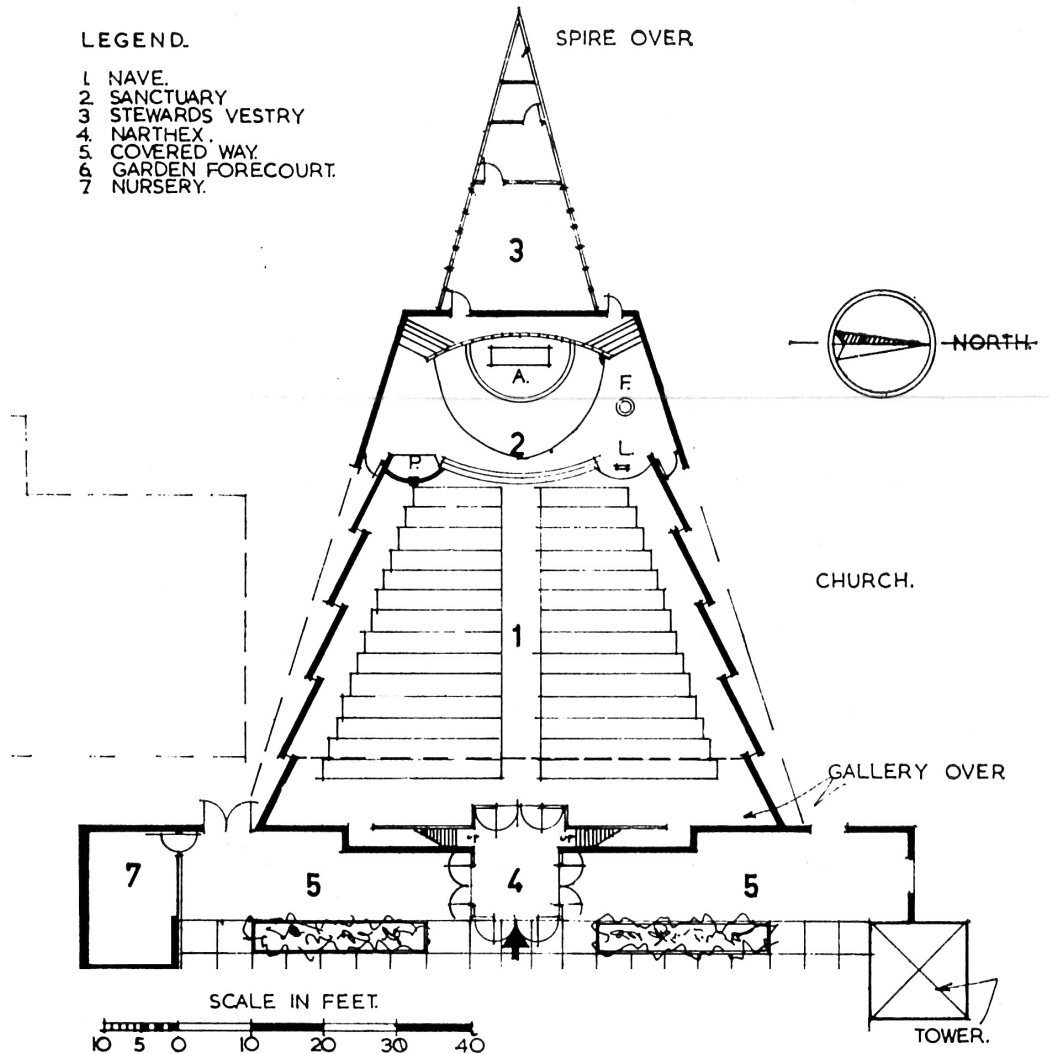 LEGEND.
1 NAVE.
2 SANCTUARY
3 STEWARDS VESTRY
4. NARTHEX.
5. COVERED WAY.
6 GARDEN FORECOURT.
7 NURSERY.
SPIRE OVER
3
NORTH.
A.
F.
2
L.
P.
CHURCH.
1
GALLERY OVER
7
5
4
5
SCALE IN FEET.
10 5 0 10 20 30 40
TOWER.